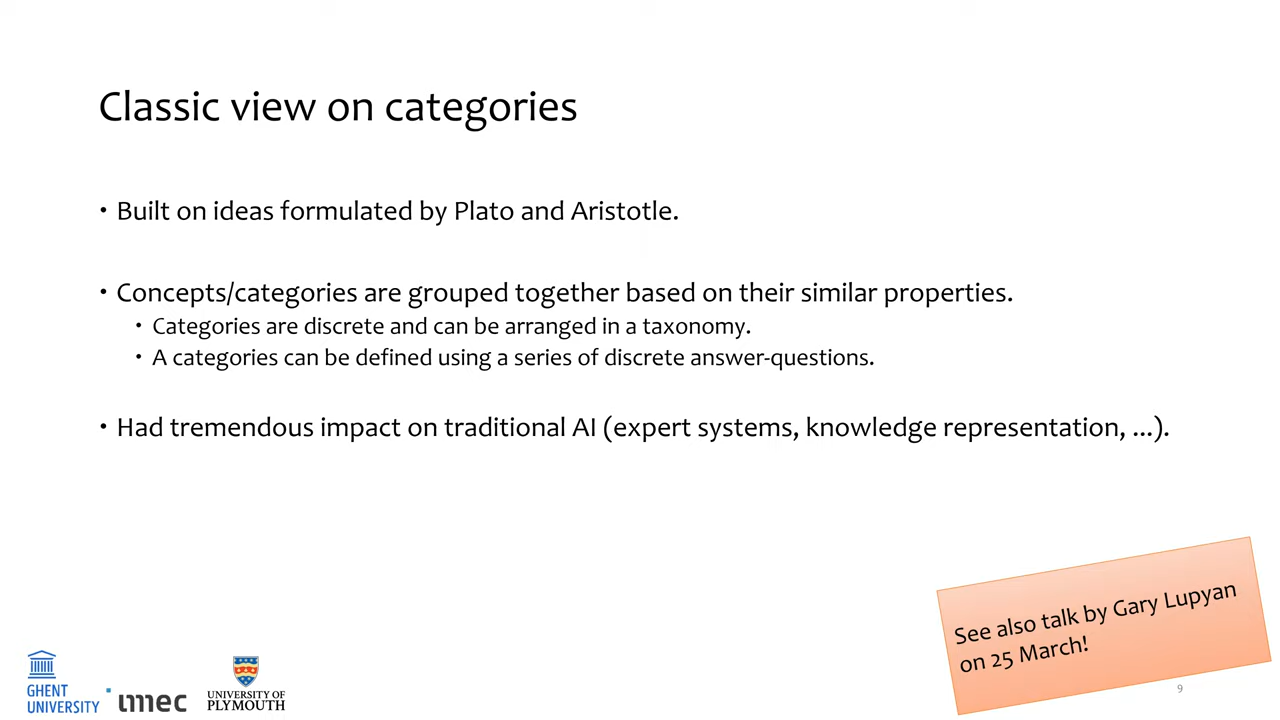 Classic view on categories
• Built on ideas formulated by Plato and Aristotle.
• Concepts/categories are grouped together based on their similar properties.
• Categories are discrete and can be arranged in a taxonomy.
• A categories can be defined using a series of discrete answer-questions.
• Had tremendous impact on traditional AI (expert systems, knowledge representation, ...).
See also talk by Gary Lupyan
on 25 March!
GHENT
UNIVERSITY
imec
UNIVERSITY OF
PLYMOUTH
9